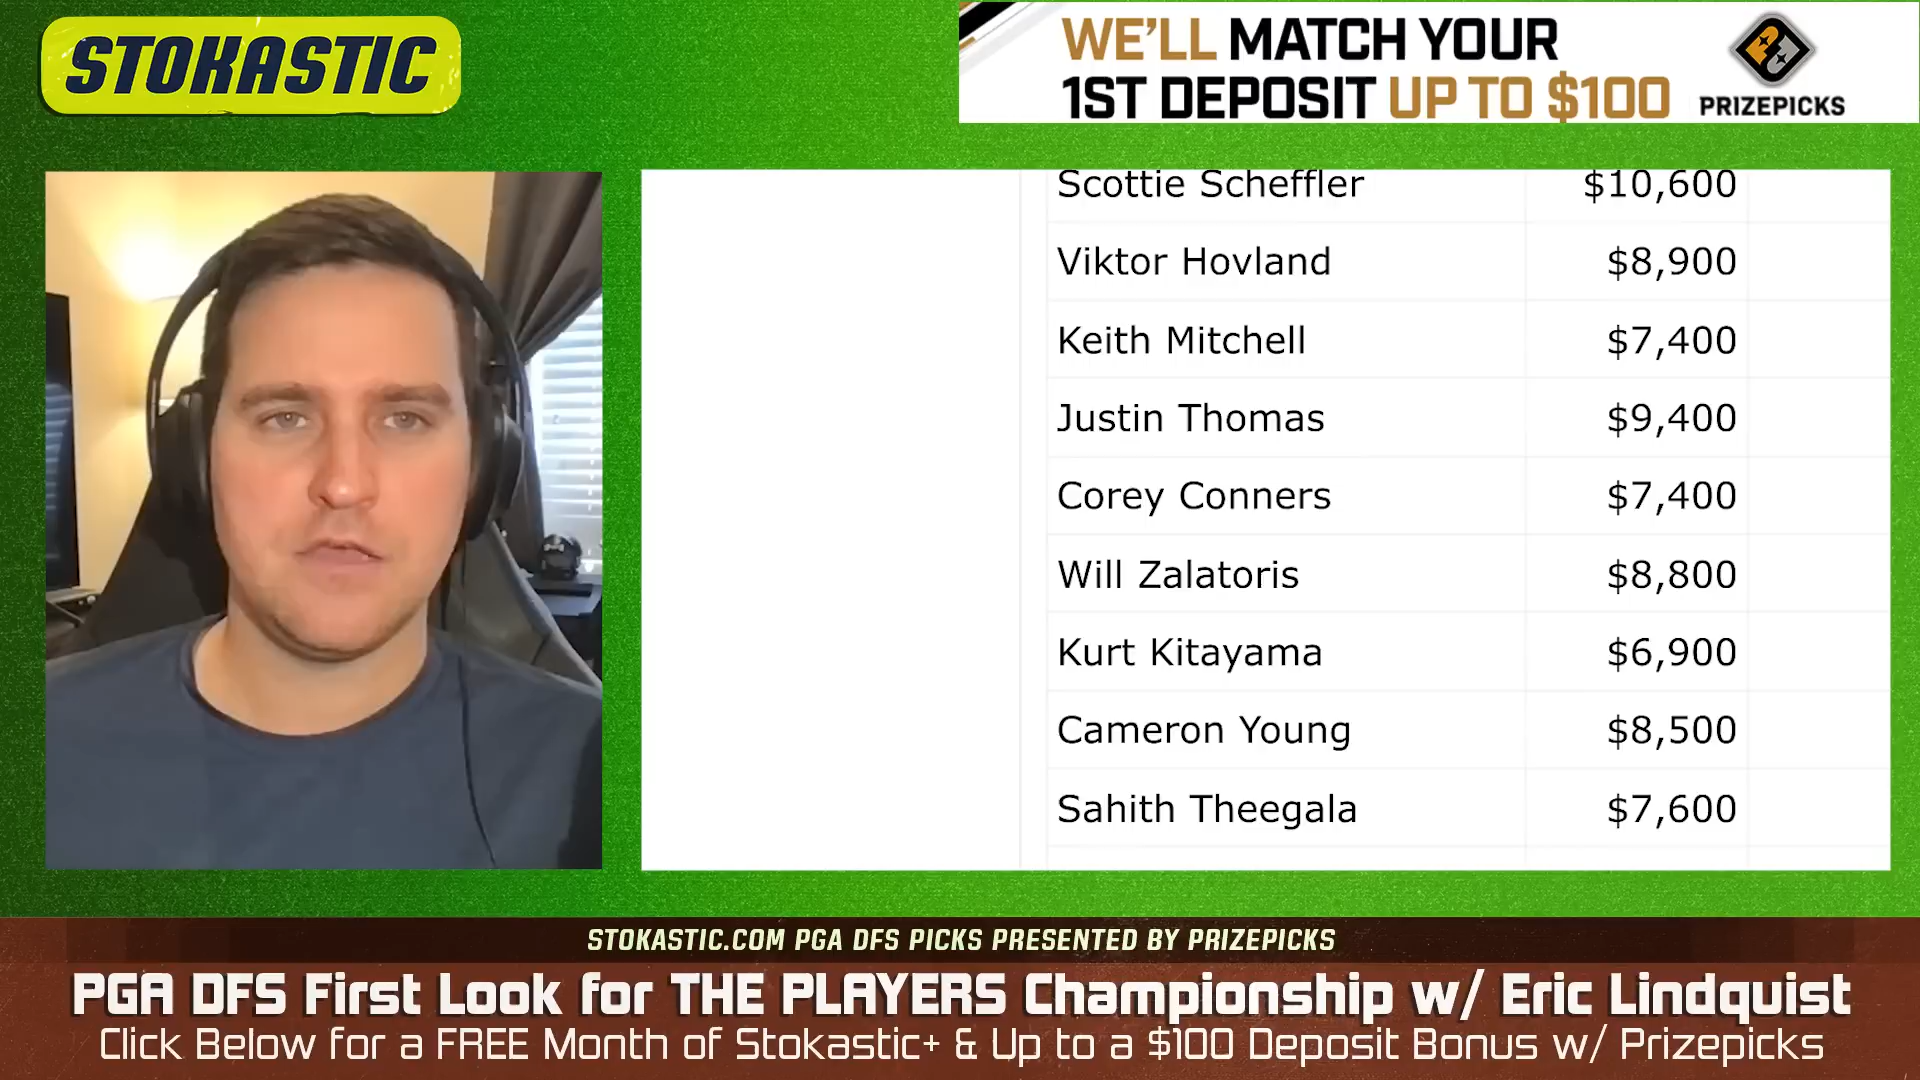 STOKASTIC
WE'LL MATCH YOUR
1ST DEPOSIT UP TO $100
PRIZEPICKS
Scottie Scheffler $10,600
Viktor Hovland $8,900
Keith Mitchell $7,400
Justin Thomas $9,400
Corey Conners $7,400
Will Zalatoris $8,800
Kurt Kitayama $6,900
Cameron Young $8,500
Sahith Theegala $7,600
STOKASTIC.COM PGA DFS PICKS PRESENTED BY PRIZEPICKS
PGA DFS First Look for THE PLAYERS Championship w/ Eric Lindquist
Click Below for a FREE Month of Stokastic+ & Up to a $100 Deposit Bonus w/ Prizepicks